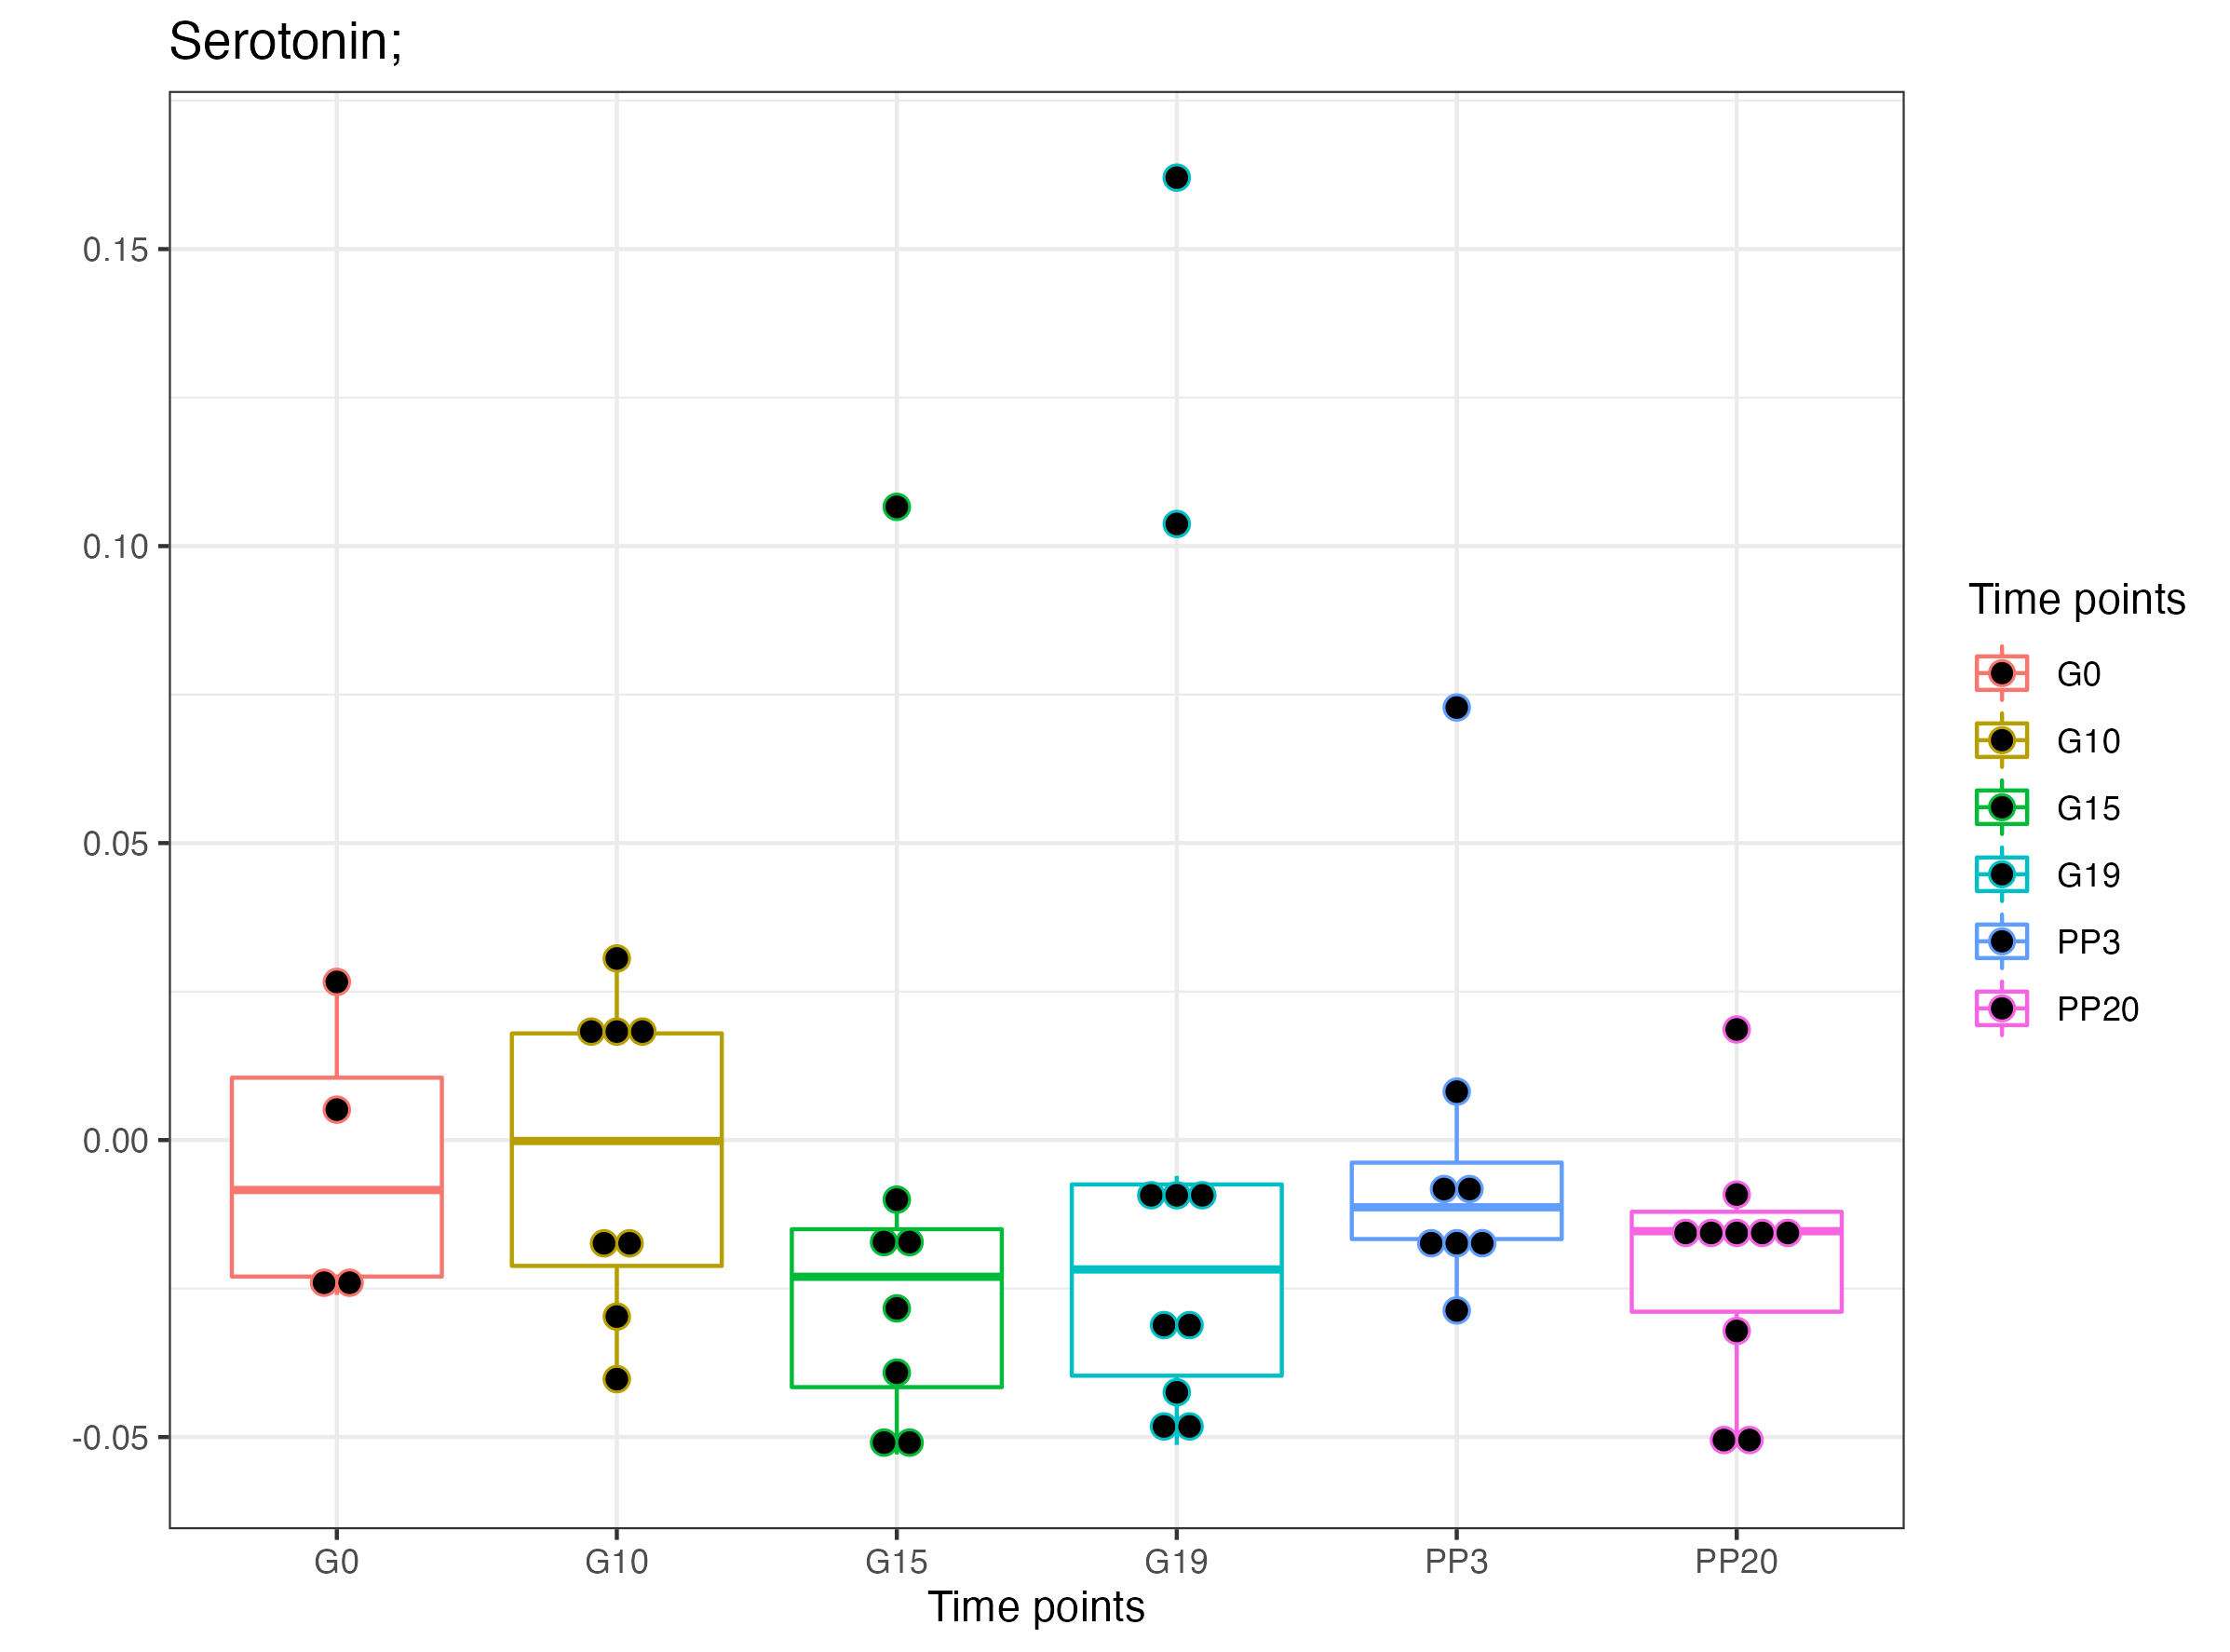 Serotonin;
0.15
0.10
0.05
0.00
-0.05
G0 G10 G15 G19 PP3 PP20
Time points
Time points
G0
G10
G15
G19
PP3
PP20